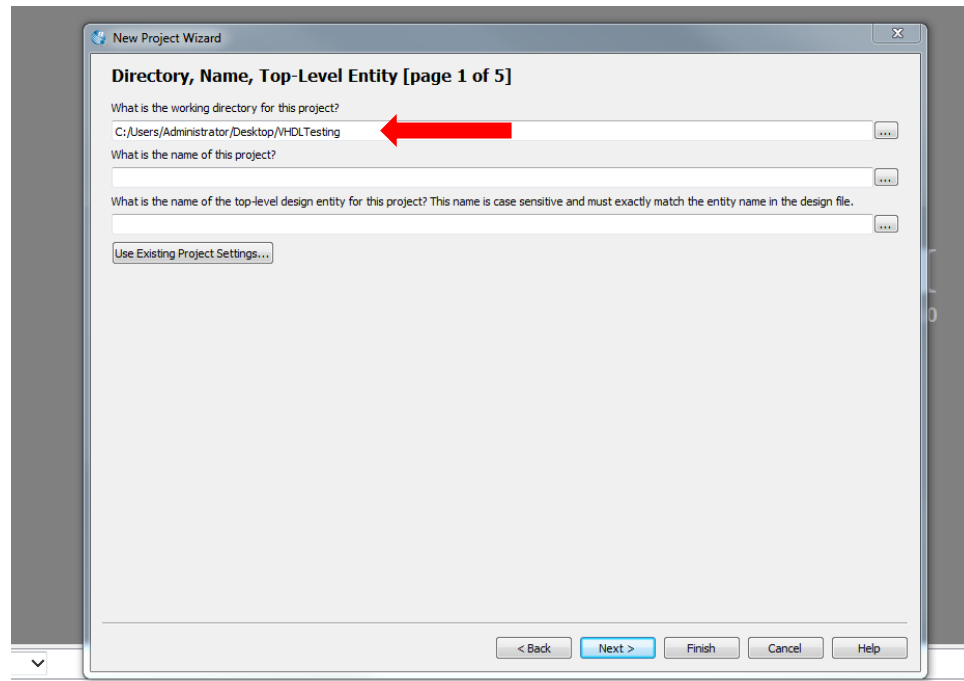 New Project Wizard
Directory, Name, Top-Level Entity [page 1 of 5]
What is the working directory for this project?
C:/Users/Administrator/Desktop/VHDLTesting
...
What is the name of this project?
...
What is the name of the top-level design entity for this project? This name is case sensitive and must exactly match the entity name in the design file.
...
Use Existing Project Settings...
0
< Back Next > Finish Cancel Help